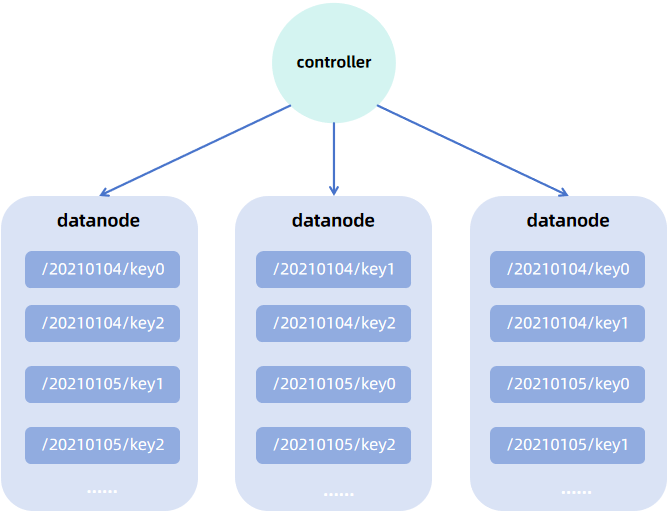 controller
datanode
/20210104/key0
/20210104/key2
/20210105/key1
/20210105/key2
......
datanode
/20210104/key1
/20210104/key2
/20210105/key0
/20210105/key2
......
datanode
/20210104/key0
/20210104/key1
/20210105/key0
/20210105/key1
......